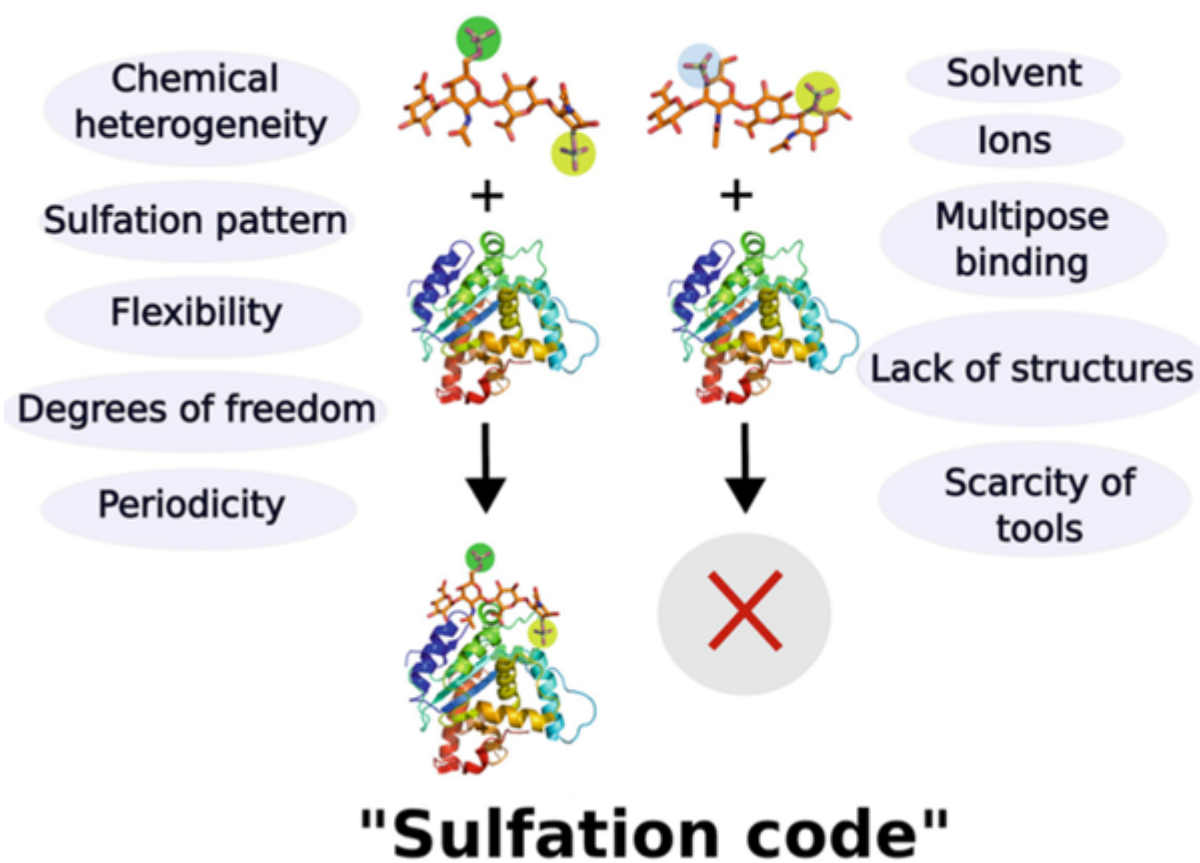 Chemical
heterogeneity
Sulfation pattern
Flexibility
Degrees of freedom
Periodicity
+
+
Solvent
Ions
Multipose
binding
Lack of structures
Scarcity of
tools
"Sulfation code"